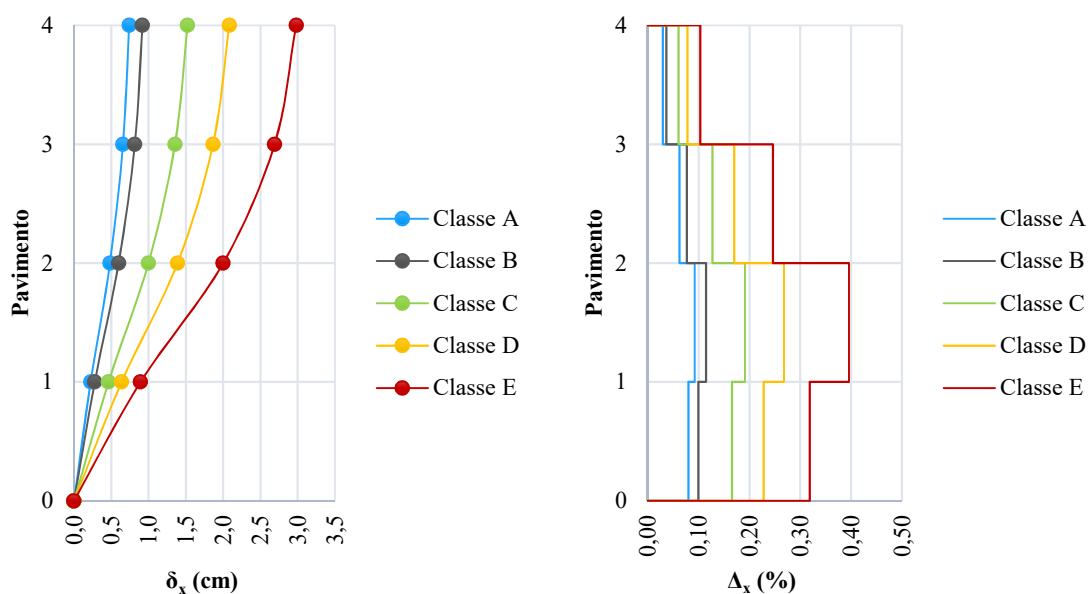 4
3
2
1
0
Pavimento
0,0
0,5
1,0
1,5
2,0
2,5
3,0
3,5
δx (cm)
Classe A
Classe B
Classe C
Classe D
Classe E
4
3
2
1
0
Pavimento
0,00
0,10
0,20
0,30
0,40
0,50
Δx (%)
Classe A
Classe B
Classe C
Classe D
Classe E